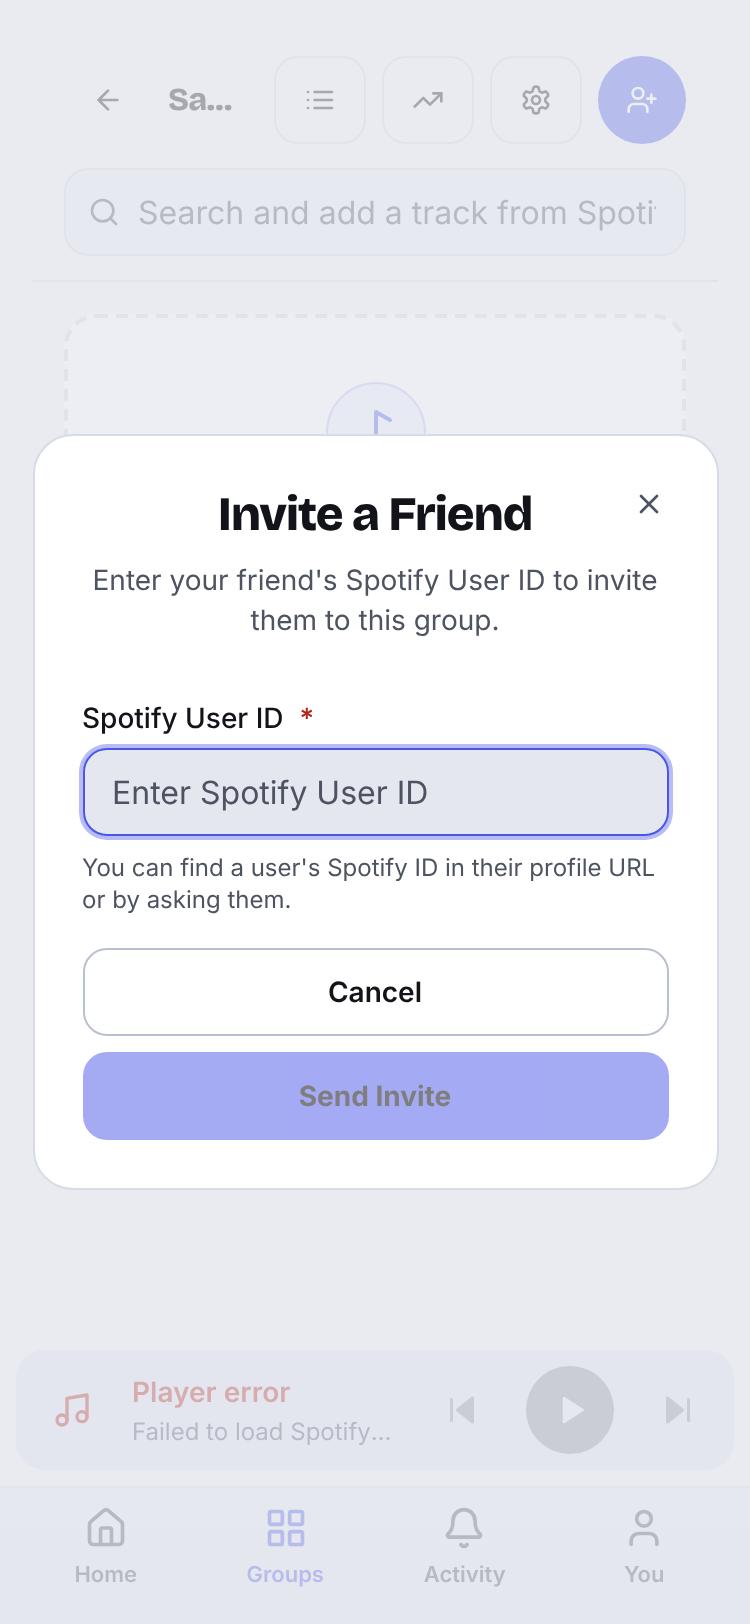 Sa...
Search and add a track from Spoti
Invite a Friend
Enter your friend's Spotify User ID to invite
them to this group.
Spotify User ID *
Enter Spotify User ID
You can find a user's Spotify ID in their profile URL
or by asking them.
Cancel
Send Invite
Player error
Failed to load Spotify...
Home
Groups
Activity
You